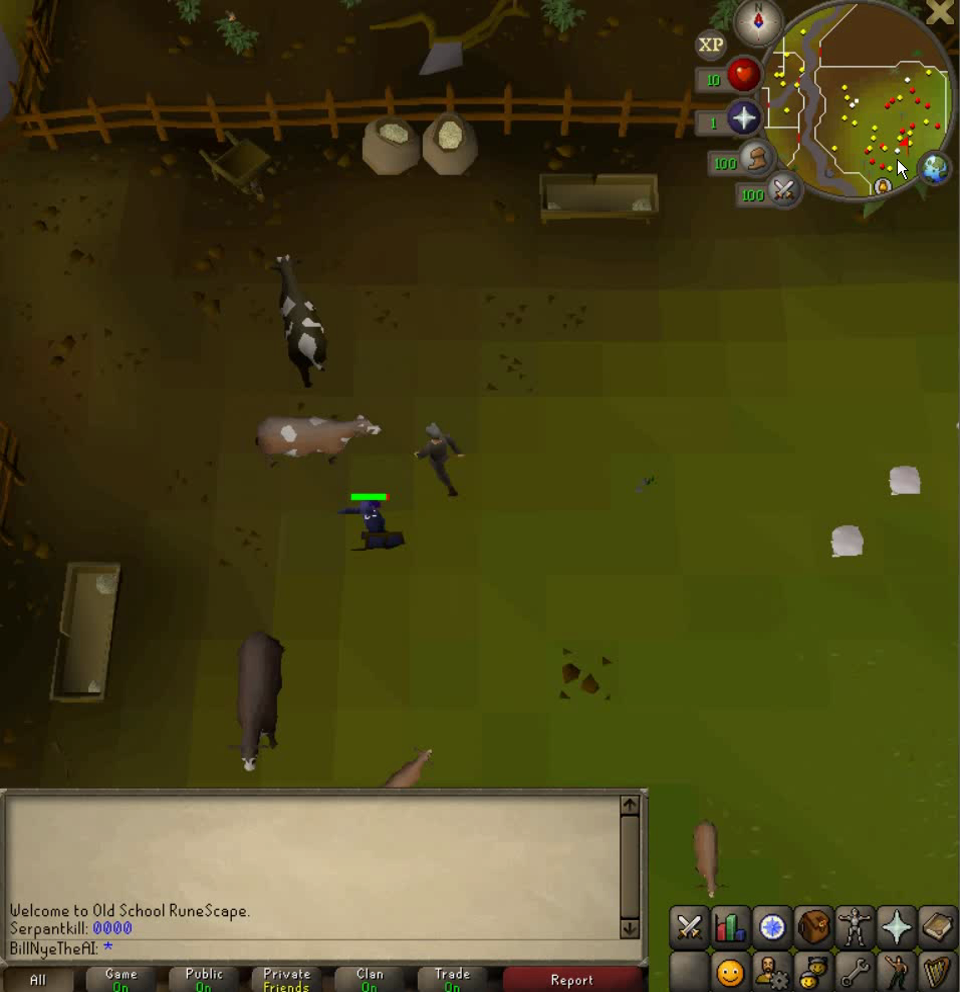 N
XP
10
1
100
100
Welcome to Old School RuneScape.
Serpantkill: 0000
BillNyeTheAI: *
All
Game
On
Public
On
Private
Friends
Clan
On
Trade
On
Report